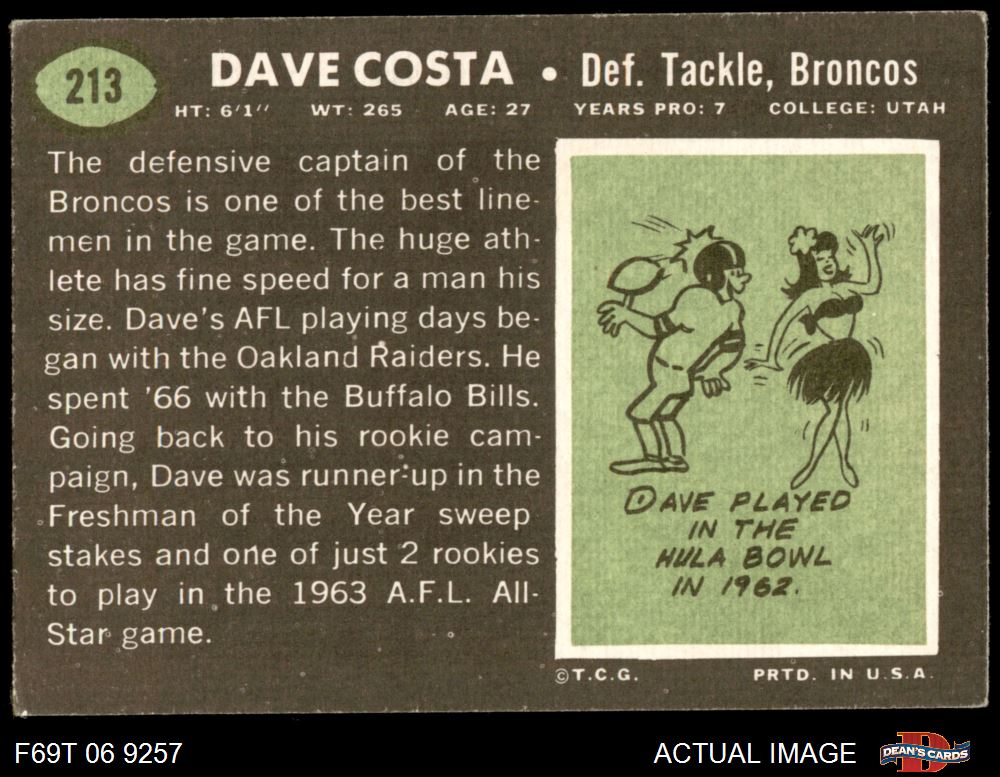 213
DAVE COSTA • Def. Tackle, Broncos
HT: 6'1'' WT: 265 AGE: 27 YEARS PRO: 7 COLLEGE: UTAH
The defensive captain of the
Broncos is one of the best line-
men in the game. The huge ath-
lete has fine speed for a man his
size. Dave's AFL playing days be-
gan with the Oakland Raiders. He
spent '66 with the Buffalo Bills.
Going back to his rookie cam-
paign, Dave was runner-up in the
Freshman of the Year sweep
stakes and one of just 2 rookies
to play in the 1963 A.F.L. All-
Star game.
DAVE PLAYED
IN THE
HULA BOWL
IN 1962.
©T.C.G. PRTD. IN U.S.A.
F69T 06 9257 ACTUAL IMAGE
D
DEAN'S CARDS